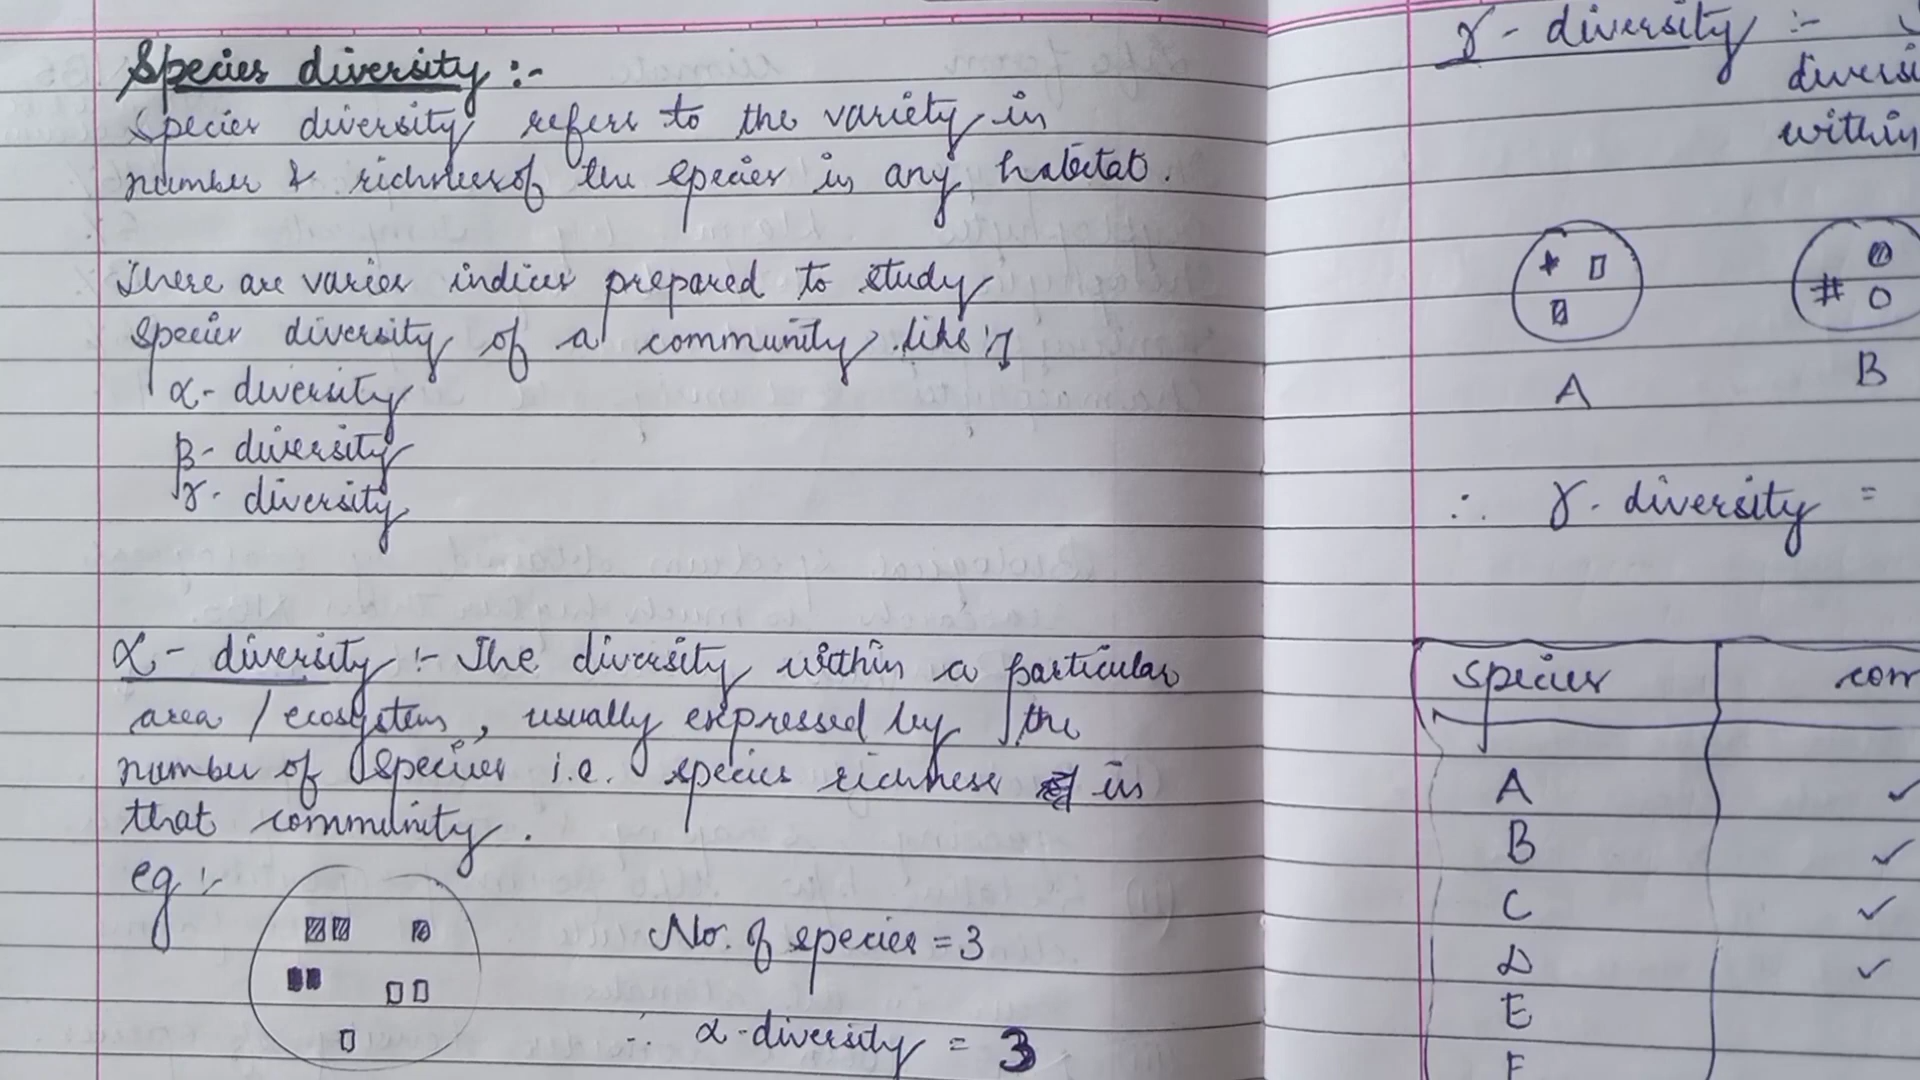 Species diversity :-
Species diversity refers to the variety in
number & richness of the species in any habitat.
There are varies indices prepared to study
species diversity of a community like :-
α- diversity
β- diversity
γ- diversity
α- diversity :- The diversity within a particular
area / ecosystem, usually expressed by the
number of species i.e. species richness in
that community.
eg :-
No. of species = 3
∴ α-diversity = 3
γ- diversity :-
within
#
A
B
∴ γ- diversity =
species
A ✓
B ✓
C ✓
D ✓
E
F